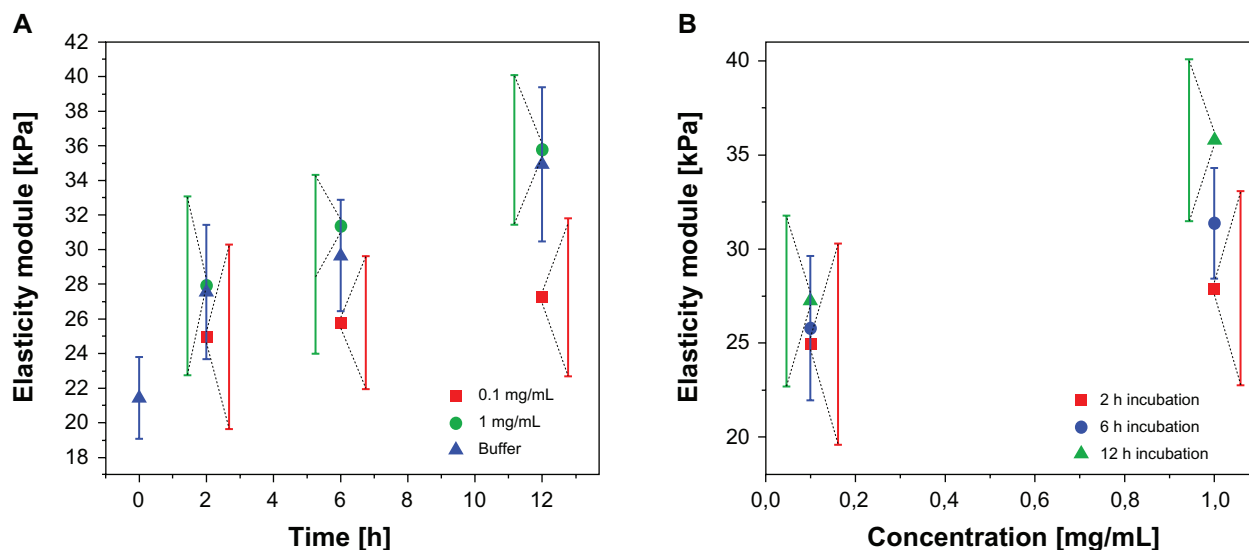 A
42
40
38
36
34
32
30
28
26
24
22
20
18
Elasticity module [kPa]
0
2
4
6
8
10
12
Time [h]
0.1 mg/mL
1 mg/mL
Buffer
B
40
35
30
25
20
Elasticity module [kPa]
0,0
0,2
0,4
0,6
0,8
1,0
Concentration [mg/mL]
2 h incubation
6 h incubation
12 h incubation